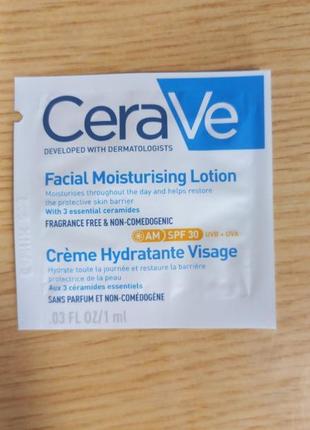 CeraVe
DEVELOPED WITH DERMATOLOGISTS
Facial Moisturising Lotion
Moisturises throughout the day and helps restore
the protective skin barrier
With 3 essential ceramides
FRAGRANCE FREE & NON-COMEDOGENIC
AM SPF 30 UVB + UVA
Crème Hydratante Visage
Hydrate toute la journée et restaure la barrière
protectrice de la peau
Aux 3 céramides essentiels
SANS PARFUM ET NON-COMÉDOGÈNE
.03 FL OZ/1 ml